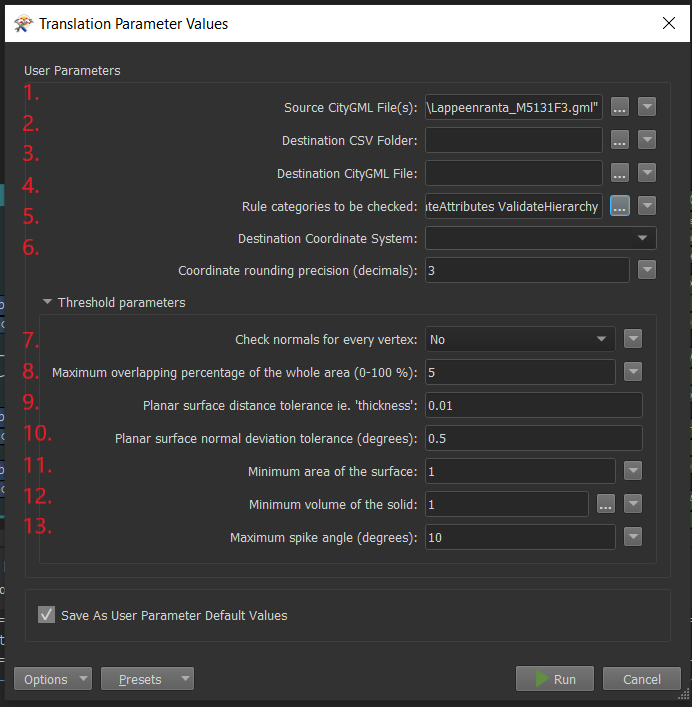 Translation Parameter Values
User Parameters
1. Source CityGML File(s): \Lappeenranta_M5131F3.gml" ...
2. Destination CSV Folder: ...
3. Destination CityGML File: ...
4. Rule categories to be checked: ateAttributes ValidateHierarchy ...
5. Destination Coordinate System:
6. Coordinate rounding precision (decimals): 3
Threshold parameters
7. Check normals for every vertex: No
8. Maximum overlapping percentage of the whole area (0-100 %): 5
9. Planar surface distance tolerance ie. 'thickness': 0.01
10. Planar surface normal deviation tolerance (degrees): 0.5
11. Minimum area of the surface: 1
12. Minimum volume of the solid: 1 ...
13. Maximum spike angle (degrees): 10
Save As User Parameter Default Values
Options Presets Run Cancel